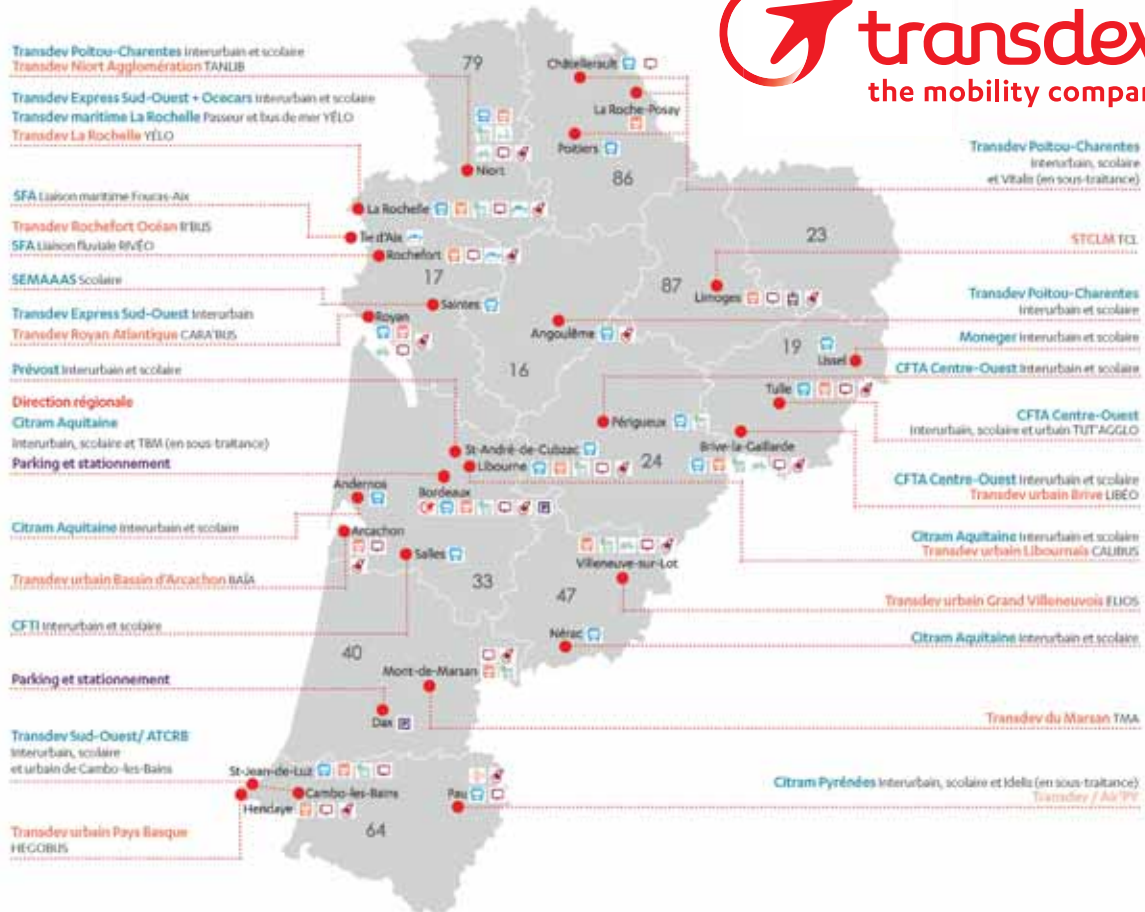 transdev
the mobility compan
Transdev Poitou-Charentes Interurbain et scolaire
Transdev Niort Agglomération TANLIB
Transdev Express Sud-Ouest + Ocecars Interurbain et scolaire
Transdev maritime La Rochelle Passeur et bus de mer YÉLO
Transdev La Rochelle YÉLO
SFA Liaison maritime Fouras-Aix
Transdev Rochefort Océan R'BUS
SFA Liaison fluviale RIVÉO
SEMAAAS Scolaire
Transdev Express Sud-Ouest Interurbain
Transdev Royan Atlantique CARA'BUS
Prévost Interurbain et scolaire
Direction régionale
Citram Aquitaine
Interurbain, scolaire et TBM (en sous-traitance)
Parking et stationnement
Citram Aquitaine Interurbain et scolaire
Transdev urbain Bassin d'Arcachon BAÏA
CFTI Interurbain et scolaire
Parking et stationnement
Transdev Sud-Ouest/ ATCRB
Interurbain, scolaire
et urbain de Cambo-les-Bains
Transdev urbain Pays Basque
HEGOBUS
79
Châtellerault
La Roche-Posay
Poitiers
86
Niort
La Rochelle
Île d'Aix
Rochefort
17
Saintes
Royan
23
87
Limoges
Angoulême
16
19
Ussel
Tulle
Périgueux
Brive-la-Gaillarde
24
St-André-de-Cubzac
Libourne
Bordeaux
P
Andernos
Arcachon
Salles
33
Villeneuve-sur-Lot
47
Nérac
40
Mont-de-Marsan
Dax P
St-Jean-de-Luz
Cambo-les-Bains
Hendaye
Pau
64
Transdev Poitou-Charentes
Interurbain, scolaire
et Vitalis (en sous-traitance)
STCLM TCL
Transdev Poitou-Charentes
Interurbain et scolaire
Moneger Interurbain et scolaire
CFTA Centre-Ouest Interurbain et scolaire
CFTA Centre-Ouest
Interurbain, scolaire et urbain TUT'AGGLO
CFTA Centre-Ouest Interurbain et scolaire
Transdev urbain Brive LIBÉO
Citram Aquitaine Interurbain et scolaire
Transdev urbain Libournais CALIBUS
Transdev urbain Grand Villeneuvois ELIOS
Citram Aquitaine Interurbain et scolaire
Transdev du Marsan TMA
Citram Pyrénées Interurbain, scolaire et Idelis (en sous-traitance)
Transdev / Air'PY